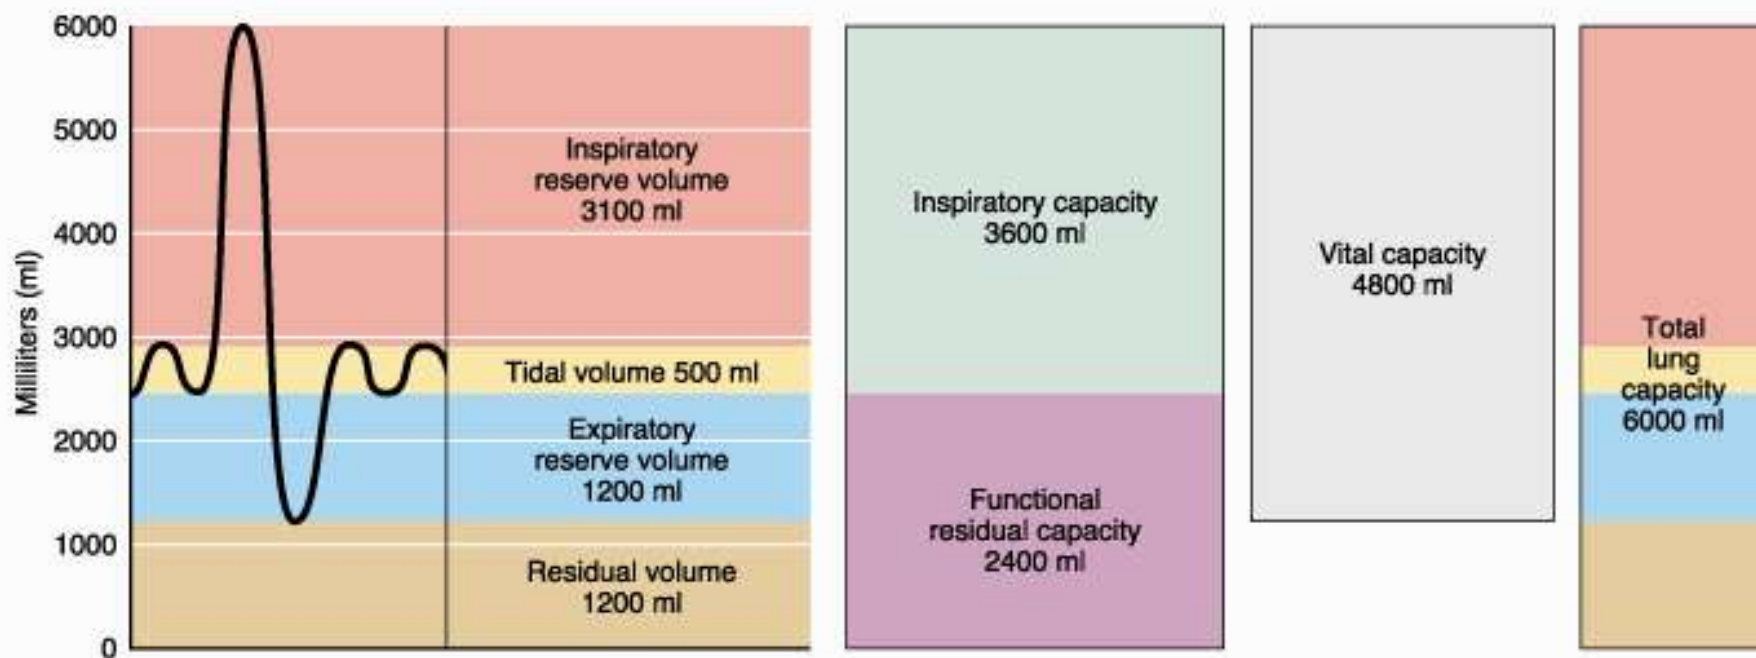 6000
5000
4000
3000
2000
1000
0
Milliliters (ml)
Inspiratory
reserve volume
3100 ml
Tidal volume 500 ml
Expiratory
reserve volume
1200 ml
Residual volume
1200 ml
Inspiratory capacity
3600 ml
Functional
residual capacity
2400 ml
Vital capacity
4800 ml
Total
lung
capacity
6000 ml